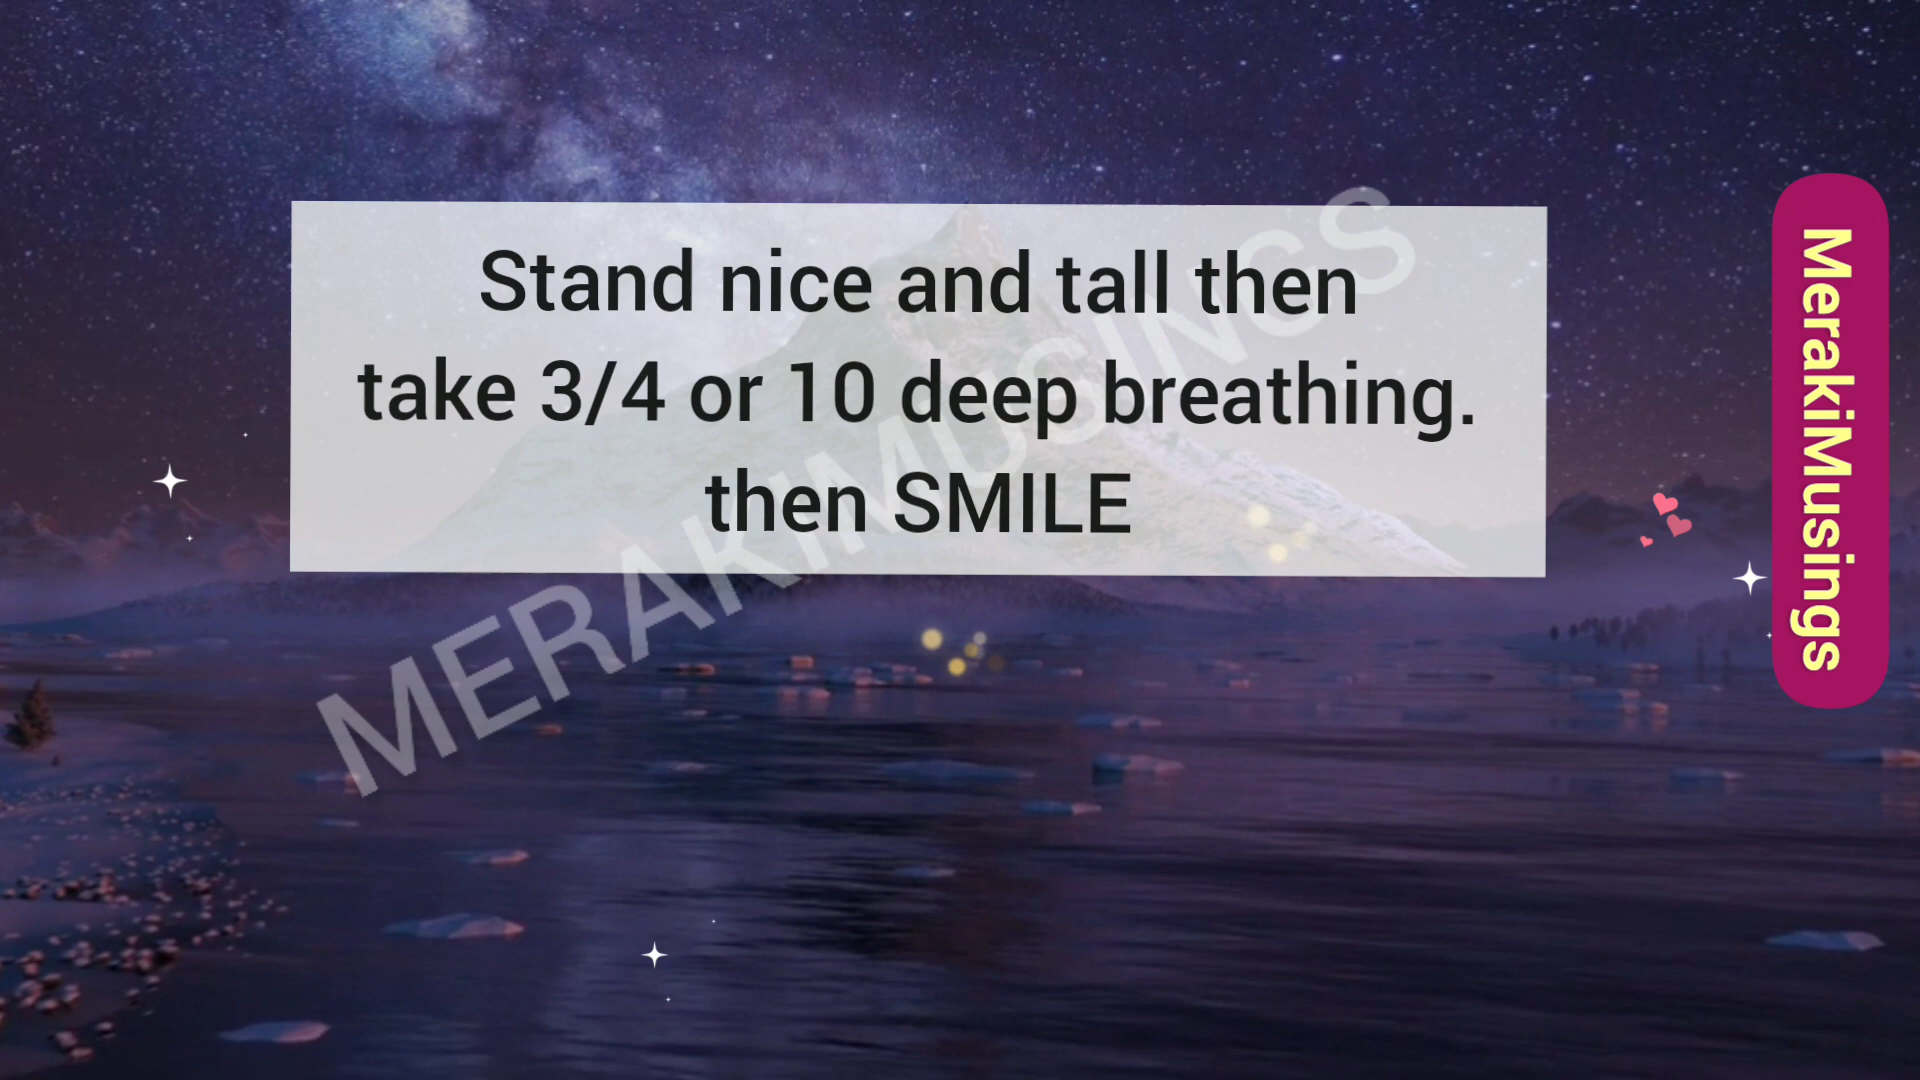 Stand nice and tall then
take 3/4 or 10 deep breathing.
then SMILE
MERAKIMUSINGS
MerakiMusings